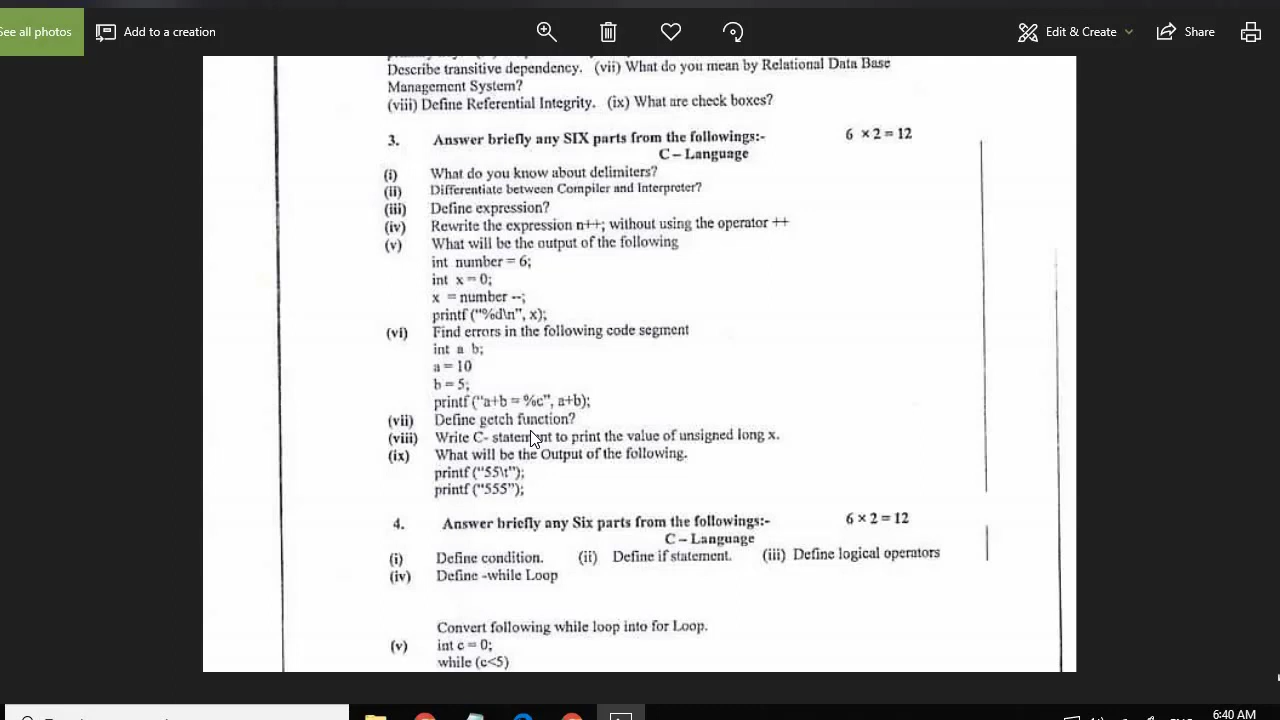 See all photos
Add to a creation
Edit & Create
Share
Describe transitive dependency. (vii) What do you mean by Relational Data Base
Management System?
(viii) Define Referential Integrity. (ix) What are check boxes?
3. Answer briefly any SIX parts from the followings:- 6 × 2 = 12
C – Language
(i) What do you know about delimiters?
(ii) Differentiate between Compiler and Interpreter?
(iii) Define expression?
(iv) Rewrite the expression n++; without using the operator ++
(v) What will be the output of the following
int number = 6;
int x = 0;
x = number --;
printf ("%d\n", x);
(vi) Find errors in the following code segment
int a b;
a = 10
b = 5;
printf ("a+b = %c", a+b);
(vii) Define getch function?
(viii) Write C- statement to print the value of unsigned long x.
(ix) What will be the Output of the following.
printf ("55\t");
printf ("555");
4. Answer briefly any Six parts from the followings:- 6 × 2 = 12
C – Language
(i) Define condition. (ii) Define if statement. (iii) Define logical operators
(iv) Define -while Loop
Convert following while loop into for Loop.
(v) int c = 0;
while (c<5)
6:40 AM